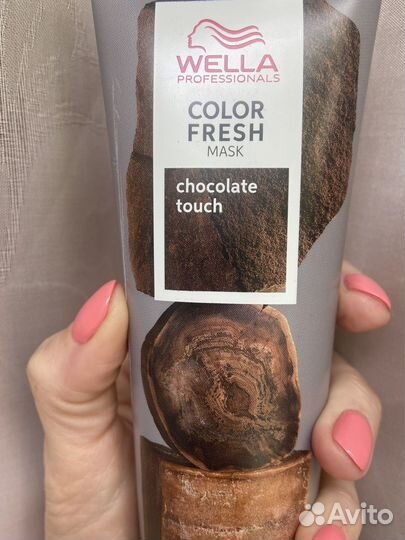 WELLA
PROFESSIONALS
COLOR
FRESH
MASK
chocolate
touch
Avito